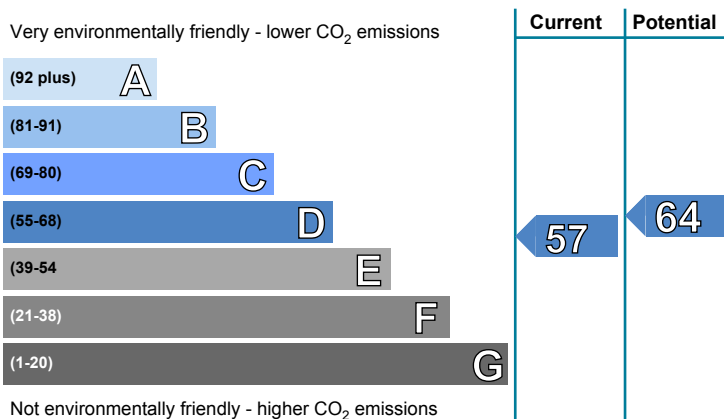 Current Potential
Very environmentally friendly - lower CO2 emissions
(92 plus) A
(81-91) B
(69-80) C
(55-68) D
57
64
(39-54 E
(21-38) F
(1-20) G
Not environmentally friendly - higher CO2 emissions